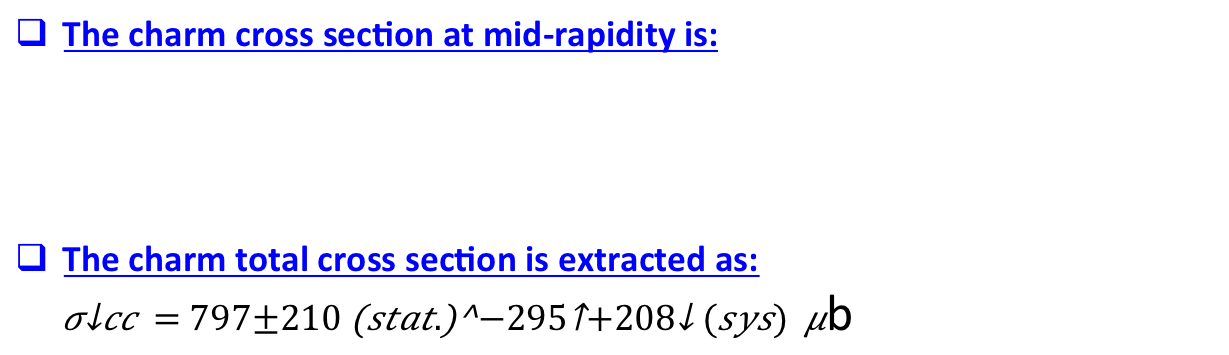 ❑ The charm cross section at mid-rapidity is:
❑ The charm total cross section is extracted as:
σ↓cc = 797±210 (stat.)^−295↑+208↓ (sys) μb